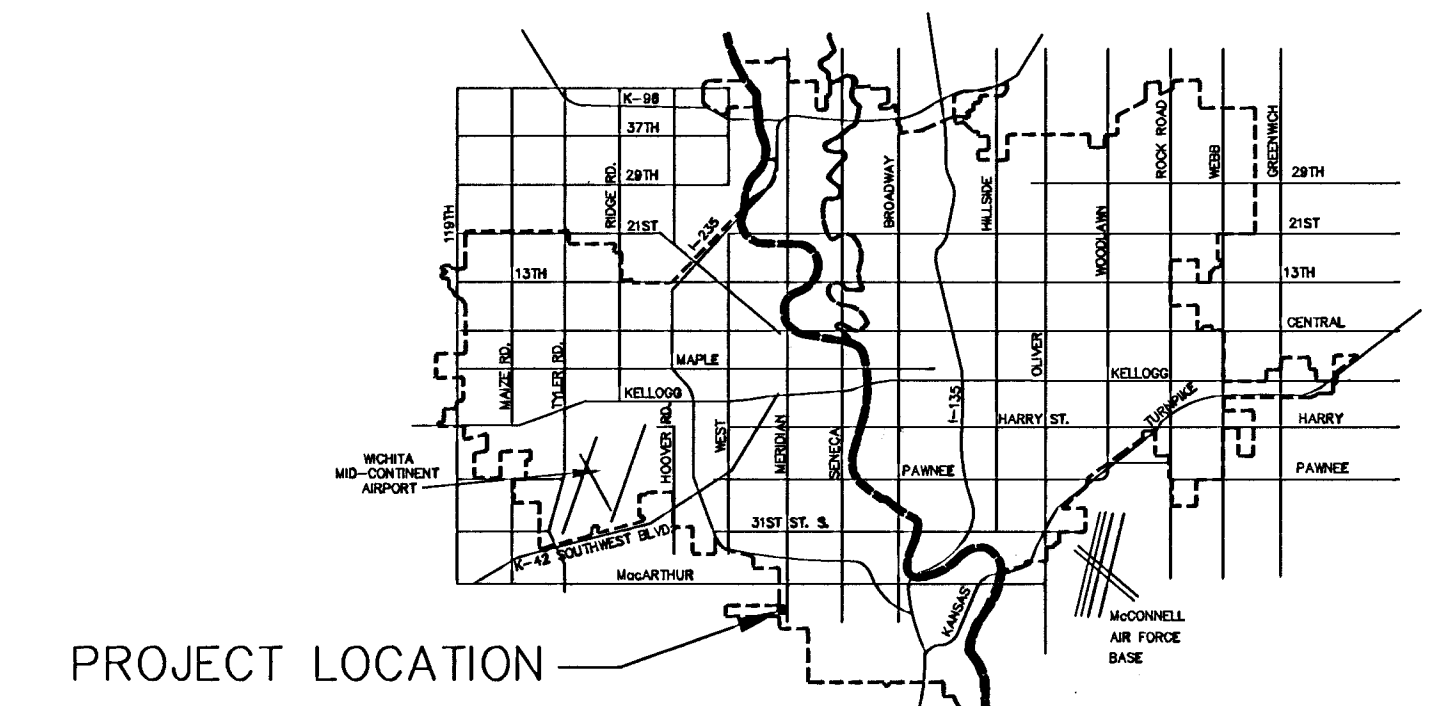 K-96
37TH
29TH
21ST
13TH
119TH
RIDGE RD.
I-235
MAIZE RD.
TYLER RD.
MAPLE
KELLOGG
HOOVER RD.
WEST
MERIDIAN
SENECA
BROADWAY
HILLSIDE
WOODLAWN
ROCK ROAD
WEBB
GREENWICH
29TH
21ST
13TH
CENTRAL
OLIVER
KELLOGG
I-135
HARRY ST.
TURNPIKE
HARRY
PAWNEE
PAWNEE
WICHITA
MID-CONTINENT
AIRPORT
31ST ST. S.
K-42 SOUTHWEST BLVD.
MacARTHUR
KANSAS
McCONNELL
AIR FORCE
BASE
PROJECT LOCATION